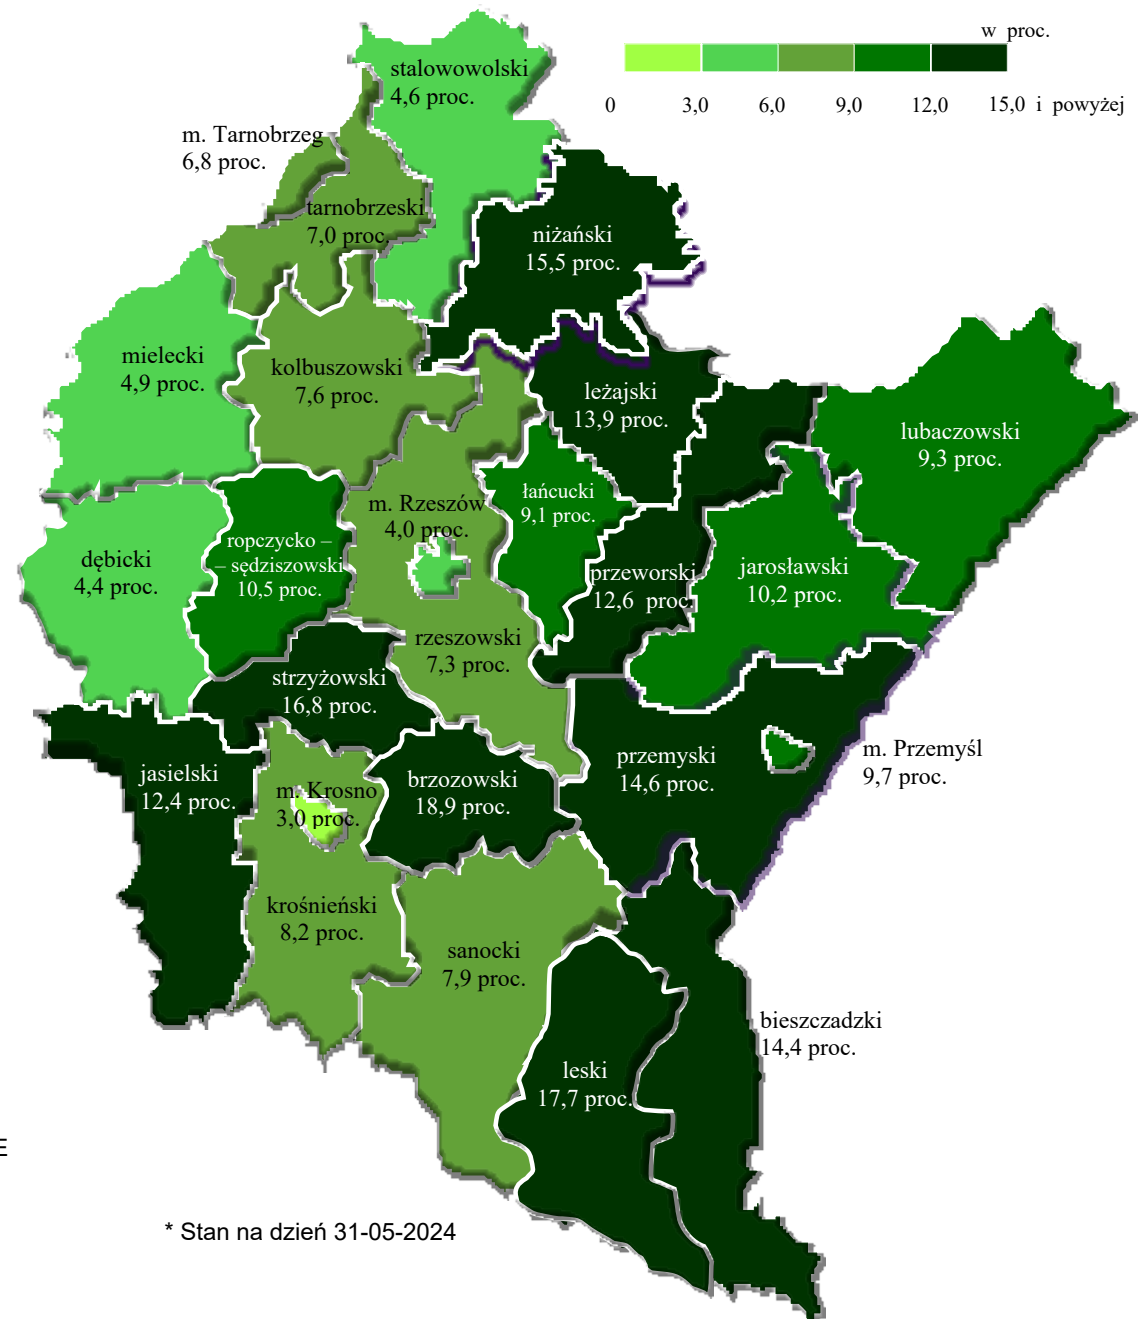 w proc.
0 3,0 6,0 9,0 12,0 15,0 i powyżej
stalowowolski
4,6 proc.
m. Tarnobrzeg
6,8 proc.
tarnobrzeski
7,0 proc.
niżański
15,5 proc.
mielecki
4,9 proc.
kolbuszowski
7,6 proc.
leżajski
13,9 proc.
lubaczowski
9,3 proc.
m. Rzeszów
4,0 proc.
łańcucki
9,1 proc.
dębicki
4,4 proc.
ropczycko –
– sędziszowski
10,5 proc.
przeworski
12,6 proc.
jarosławski
10,2 proc.
rzeszowski
7,3 proc.
strzyżowski
16,8 proc.
jasielski
12,4 proc.
m. Krosno
3,0 proc.
brzozowski
18,9 proc.
przemyski
14,6 proc.
m. Przemyśl
9,7 proc.
krośnieński
8,2 proc.
sanocki
7,9 proc.
bieszczadzki
14,4 proc.
leski
17,7 proc.
E
* Stan na dzień 31-05-2024